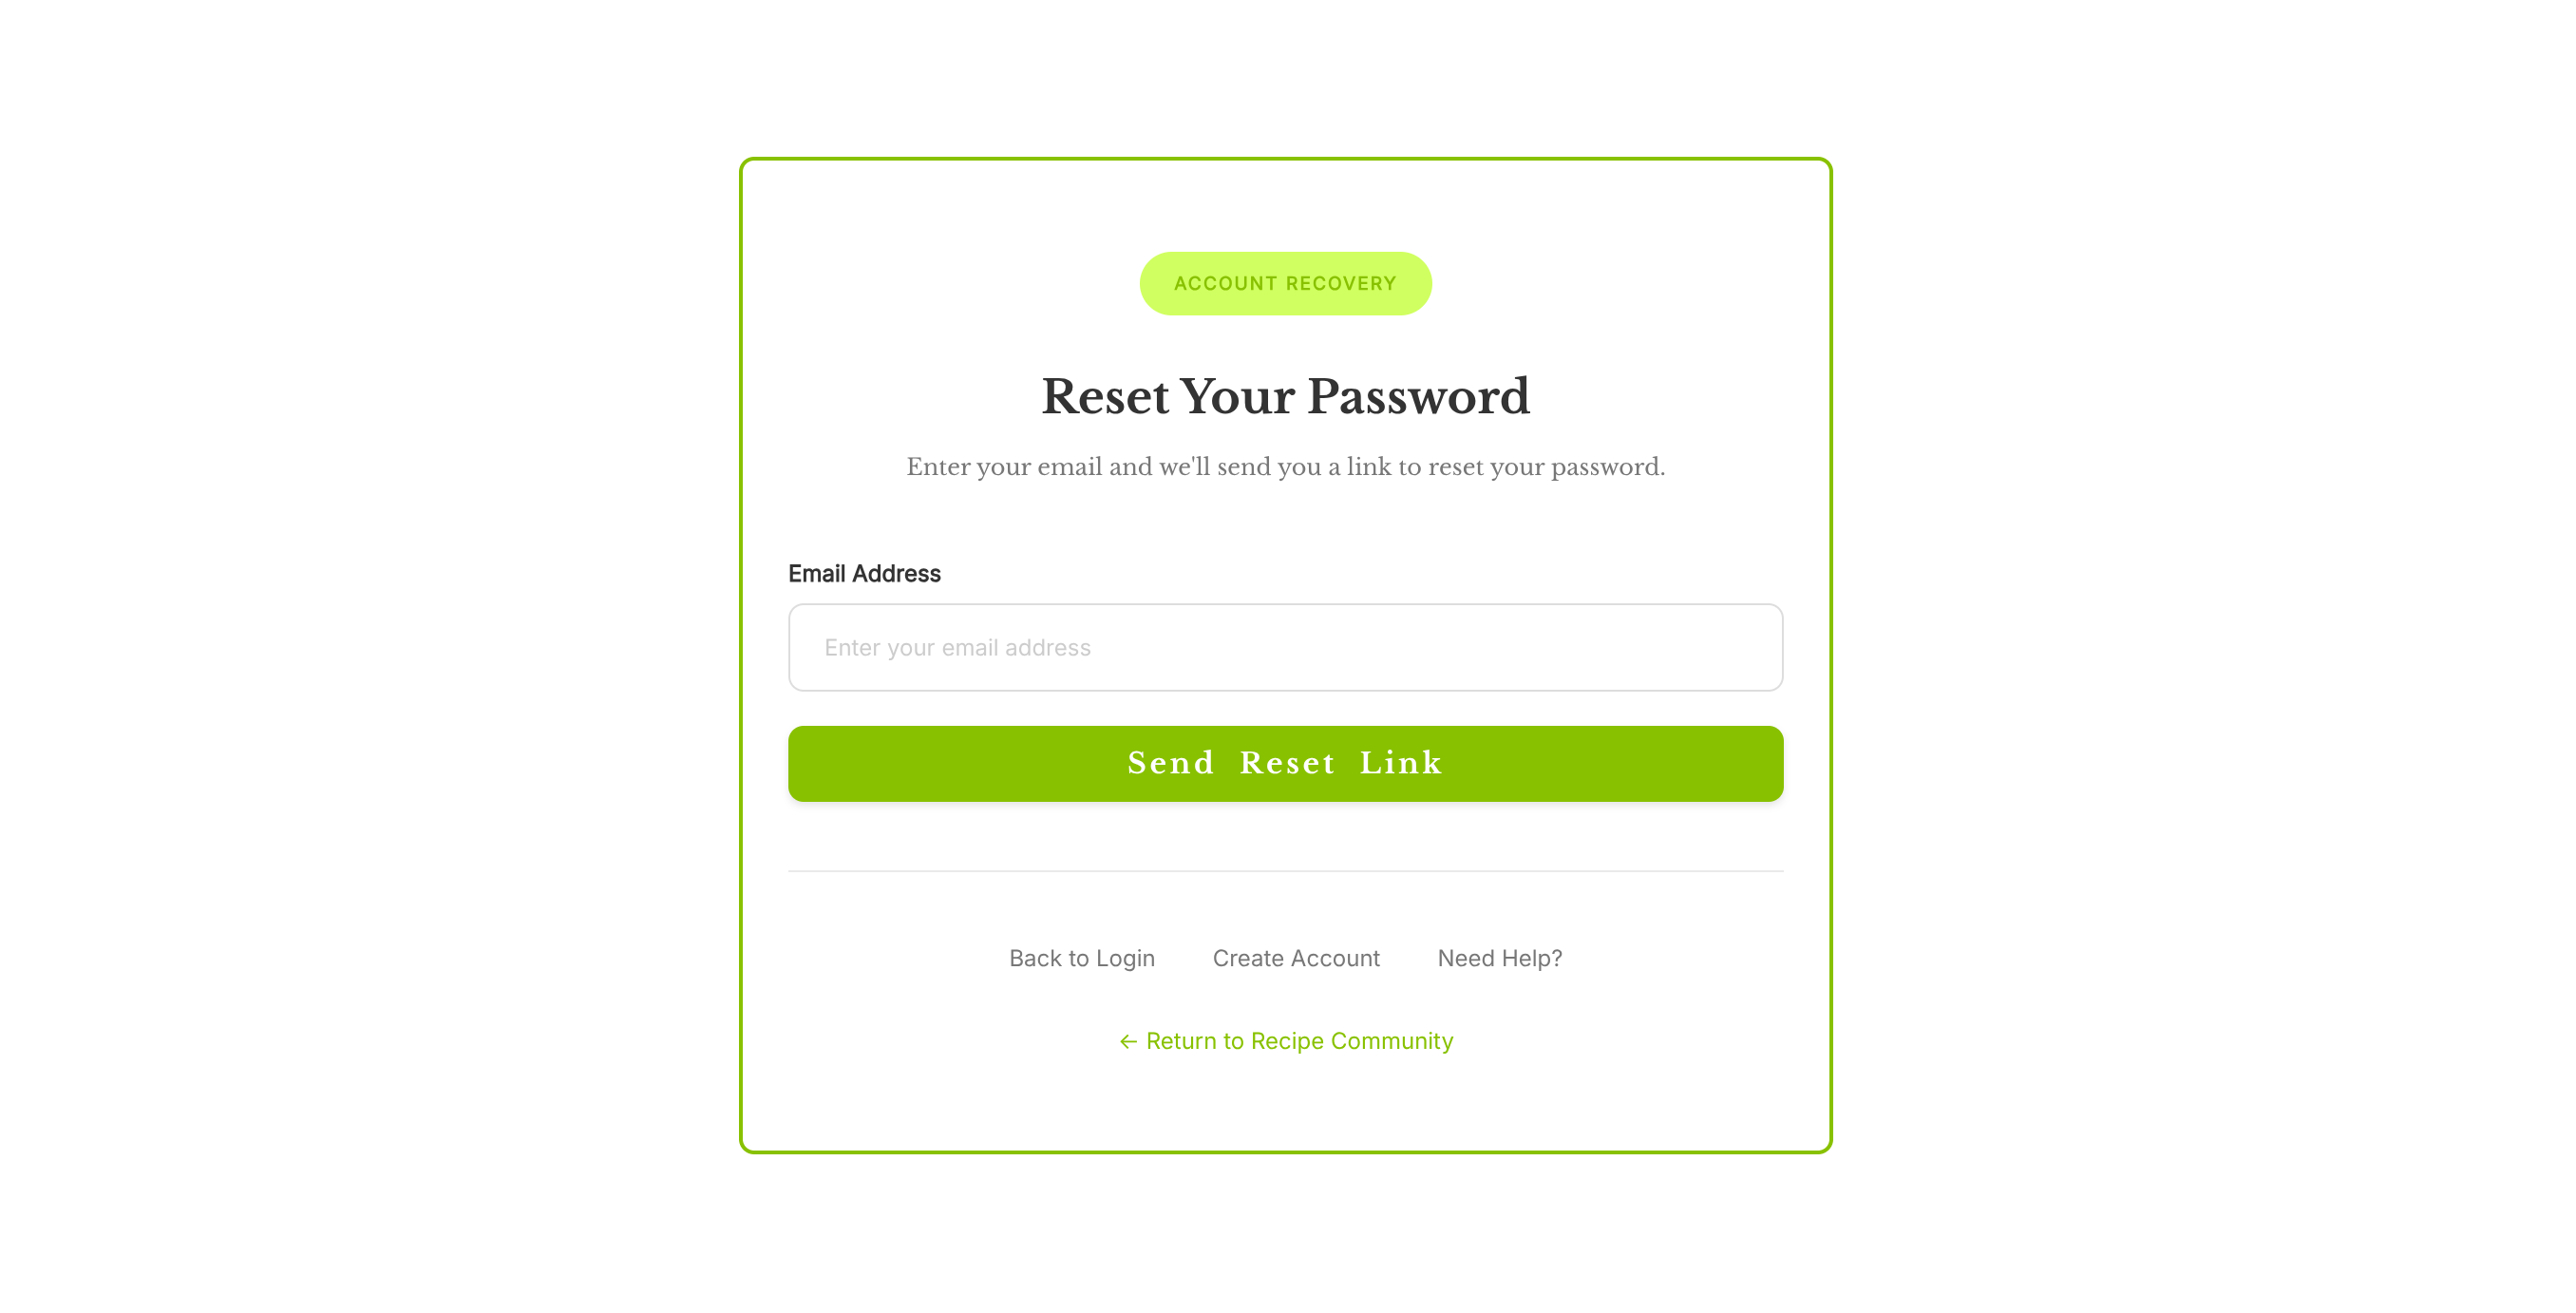 ACCOUNT RECOVERY
Reset Your Password
Enter your email and we'll send you a link to reset your password.
Email Address
Enter your email address
Send Reset Link
Back to Login Create Account Need Help?
← Return to Recipe Community